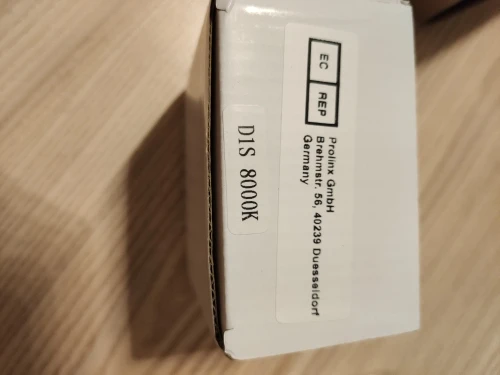 EC REP
Prolinx GmbH
Brehmstr. 56, 40239 Duesseldorf
Germany
D1S 8000K